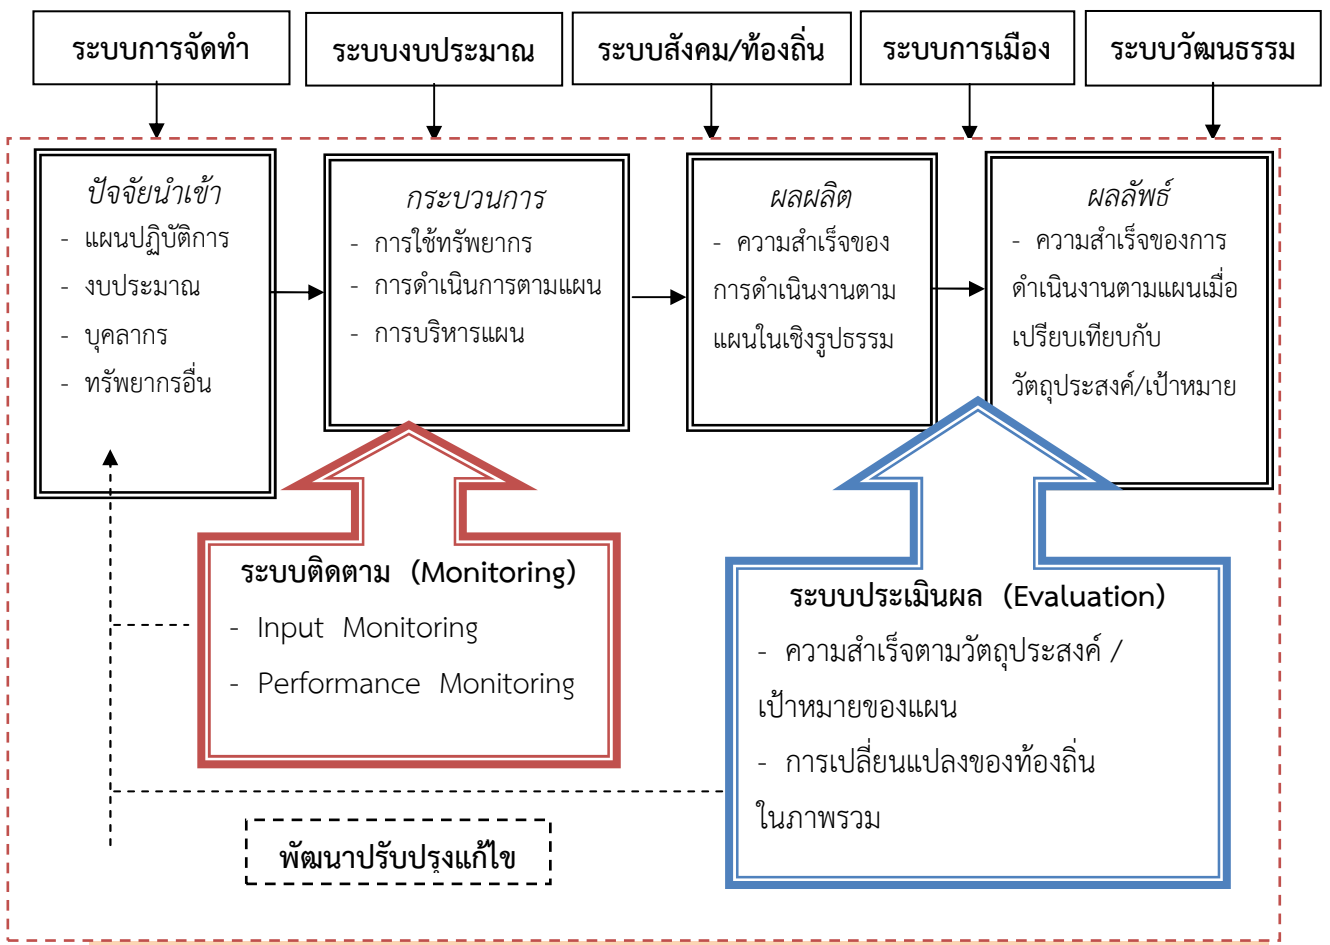 ระบบการจัดทำ
ระบบงบประมาณ
ระบบสังคม/ท้องถิ่น
ระบบการเมือง
ระบบวัฒนธรรม
ปัจจัยนำเข้า
- แผนปฏิบัติการ
- งบประมาณ
- บุคลากร
- ทรัพยากรอื่น
กระบวนการ
- การใช้ทรัพยากร
- การดำเนินการตามแผน
- การบริหารแผน
ผลผลิต
- ความสำเร็จของ
การดำเนินงานตาม
แผนในเชิงรูปธรรม
ผลลัพธ์
- ความสำเร็จของการ
ดำเนินงานตามแผนเมื่อ
เปรียบเทียบกับ
วัตถุประสงค์/เป้าหมาย
ระบบติดตาม (Monitoring)
- Input Monitoring
- Performance Monitoring
ระบบประเมินผล (Evaluation)
- ความสำเร็จตามวัตถุประสงค์ /
เป้าหมายของแผน
- การเปลี่ยนแปลงของท้องถิ่น
ในภาพรวม
พัฒนาปรับปรุงแก้ไข